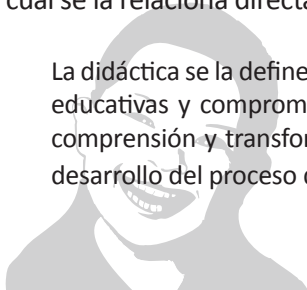 cual se la relaciona directa
La didáctica se la define
educativas y comprom
comprensión y transfor
desarrollo del proceso